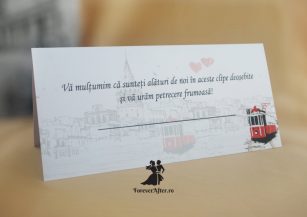 Vă mulțumim că sunteți alături de noi în aceste clipe deosebite
și vă urăm petrecere frumoasă!
ForeverAfter.ro